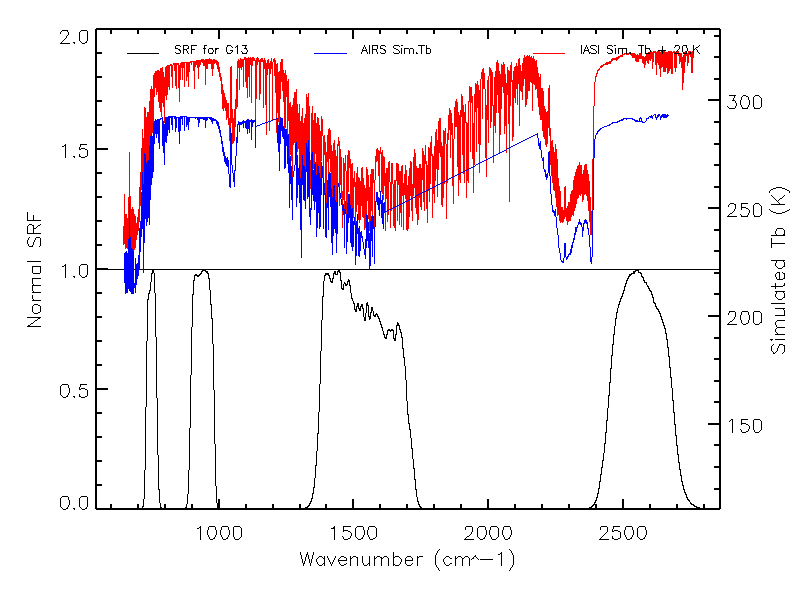 SRF for G13 AIRS Sim.Tb IASI Sim. Tb + 20 K
2.0
1.5
1.0
0.5
0.0
Normal SRF
300
250
200
150
Simulated Tb (K)
1000 1500 2000 2500
Wavenumber (cm^-1)